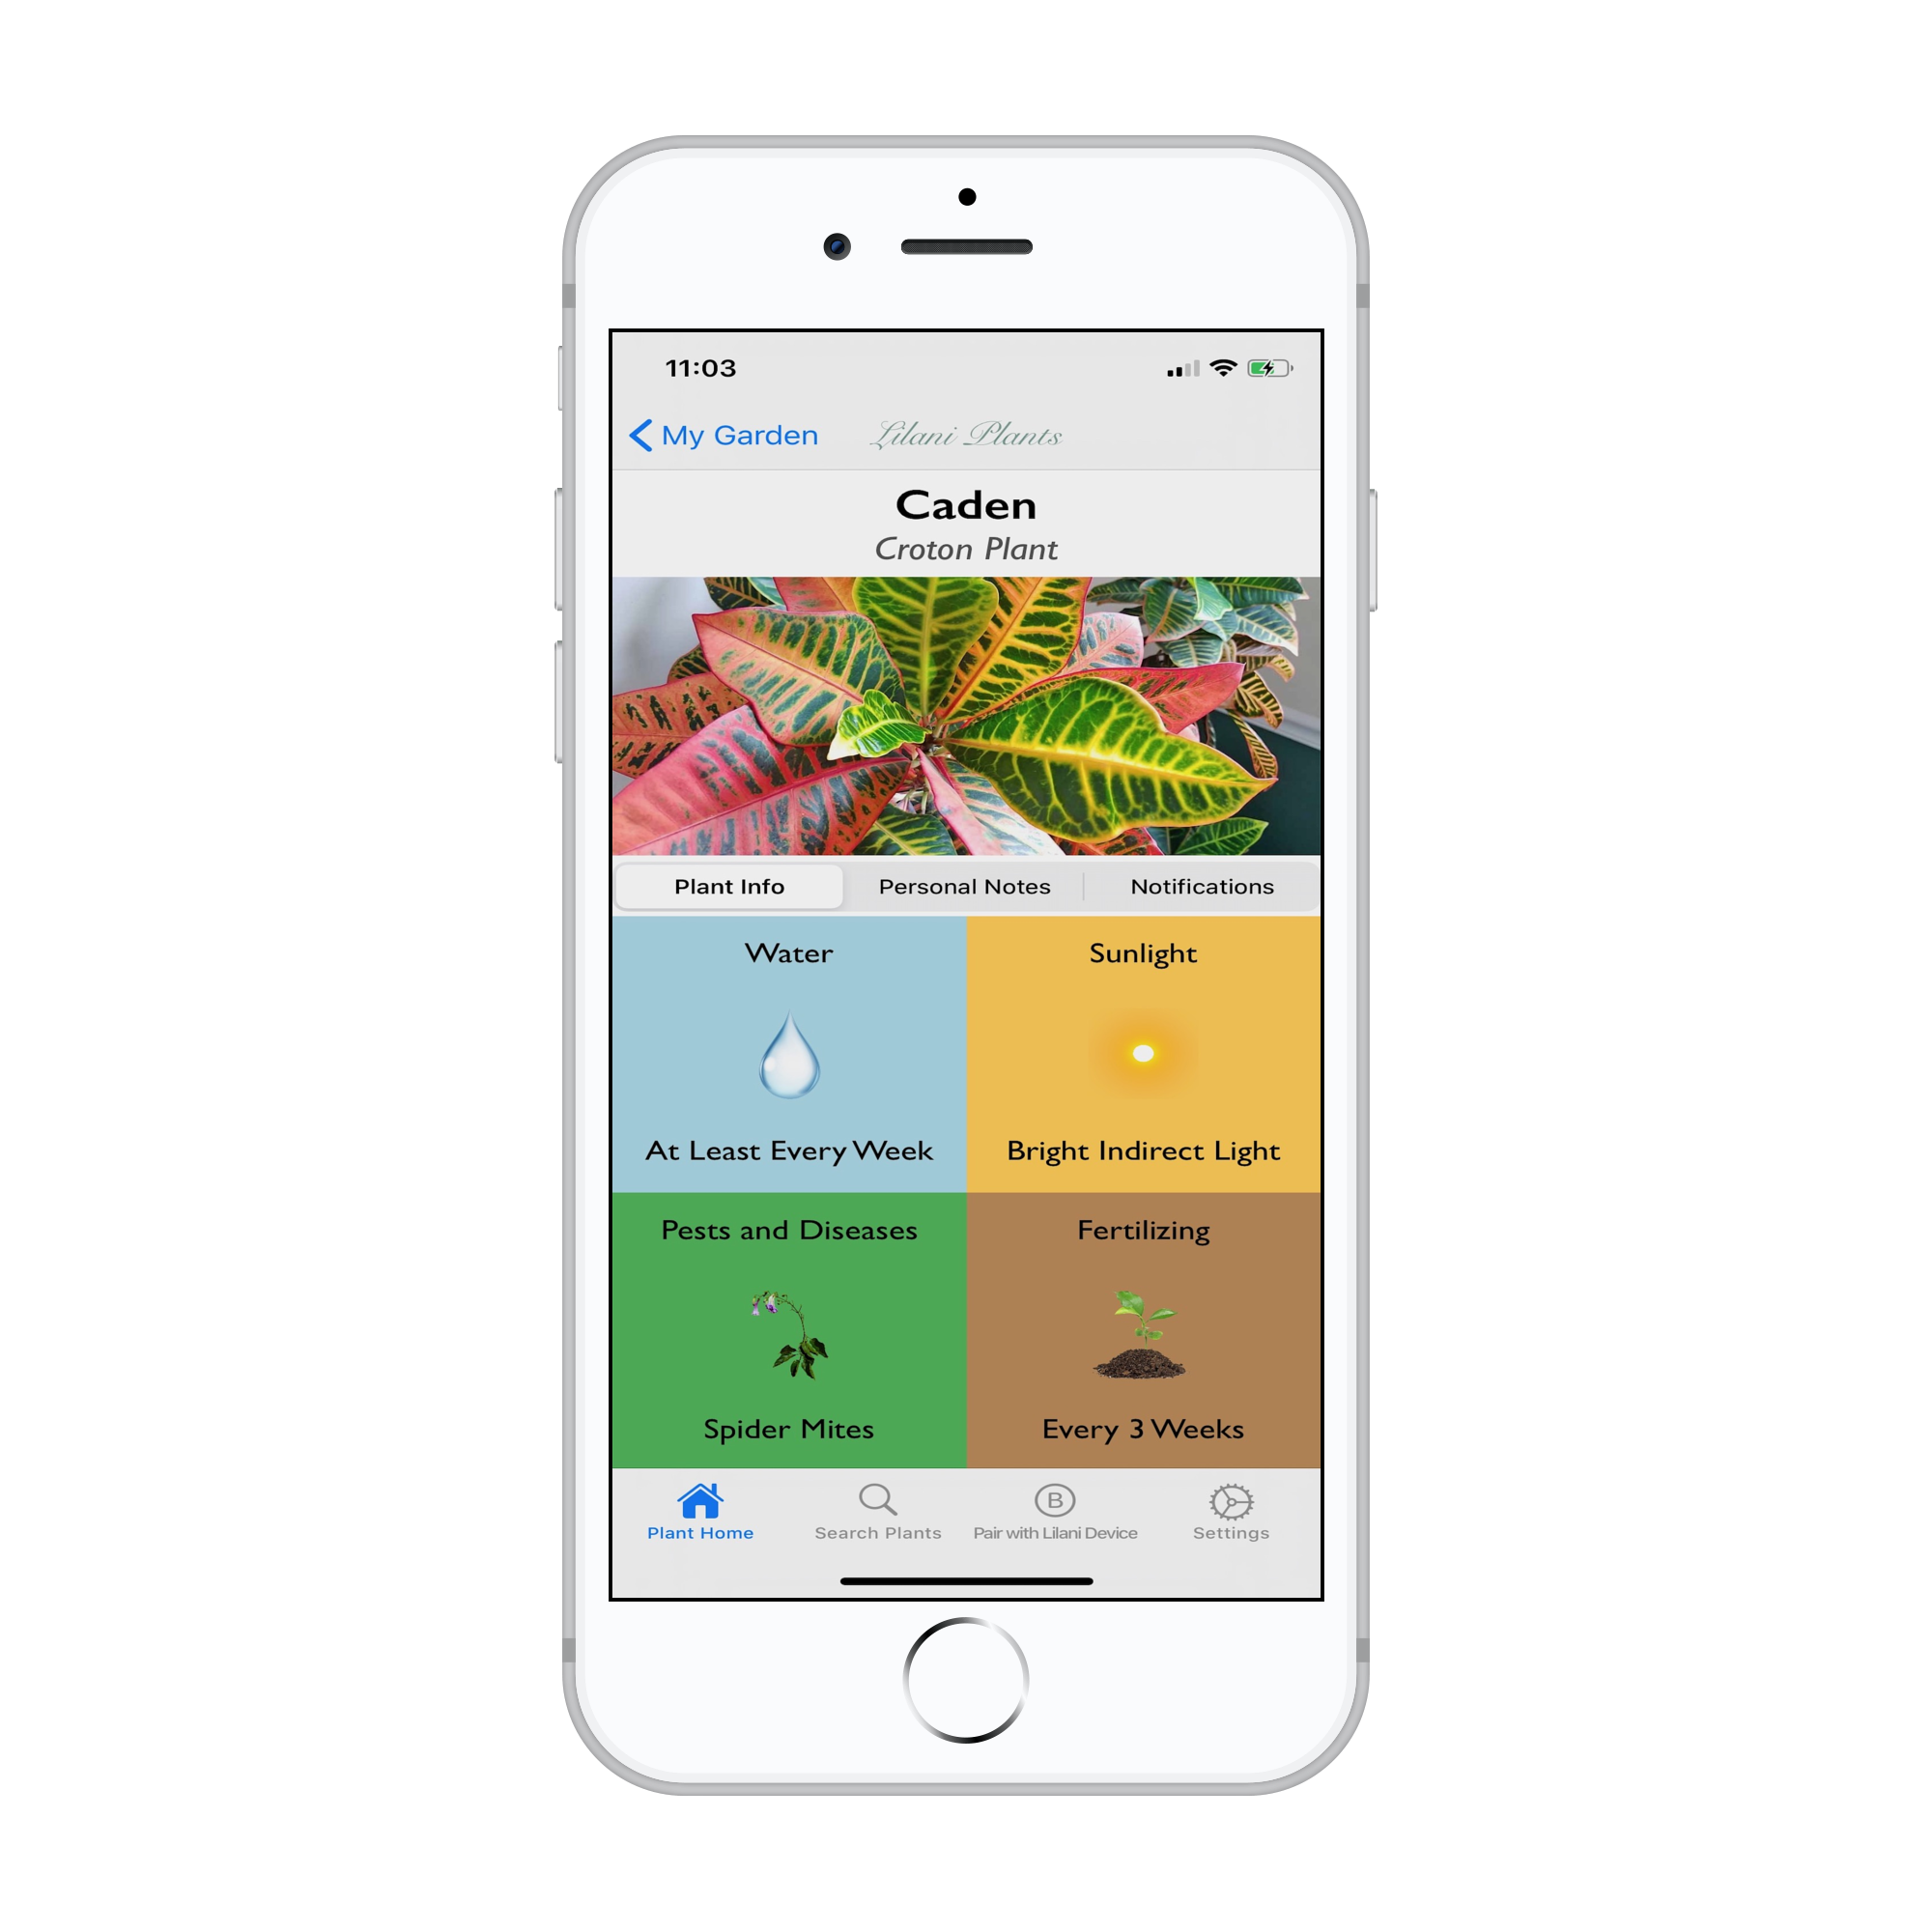 11:03
My Garden
Lilani Plants
Caden
Croton Plant
Plant Info
Personal Notes
Notifications
Water
Sunlight
At Least Every Week
Bright Indirect Light
Pests and Diseases
Fertilizing
Spider Mites
Every 3 Weeks
B
Plant Home
Search Plants
Pair with Lilani Device
Settings